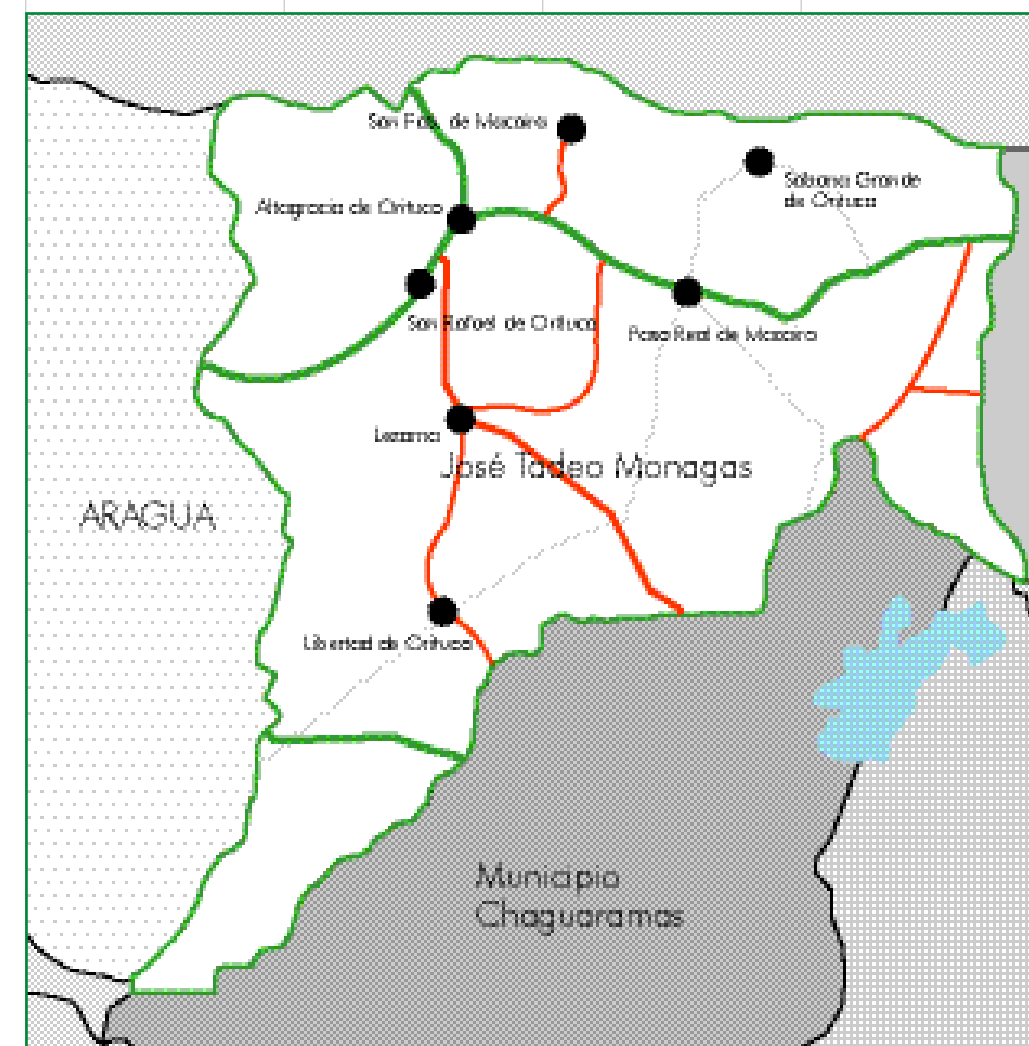 San Fco. de Macaira
Sabana Grande
de Orituco
Altagracia de Orituco
San Rafael de Orituco
Paso Real de Macaira
Lezama
José Tadeo Monagas
ARAGUA
Libertad de Orituco
Municipio
Chaguaramas